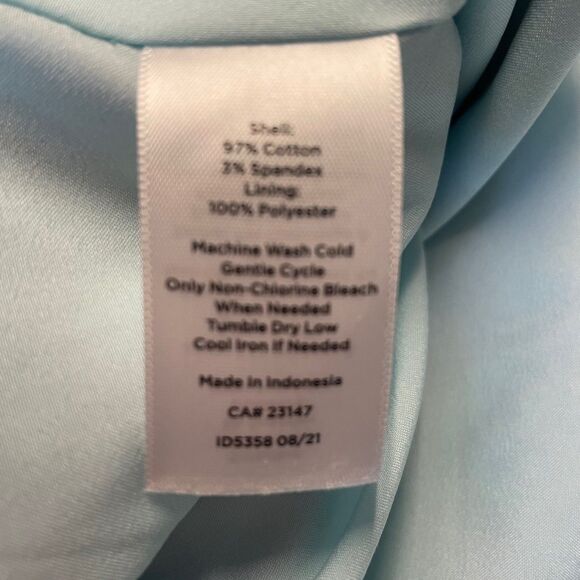 Shell:
97% Cotton
3% Spandex
Lining:
100% Polyester
Machine Wash Cold
Gentle Cycle
Only Non-Chlorine Bleach
When Needed
Tumble Dry Low
Cool Iron If Needed
Made in Indonesia
CA# 23147
ID5358 08/21